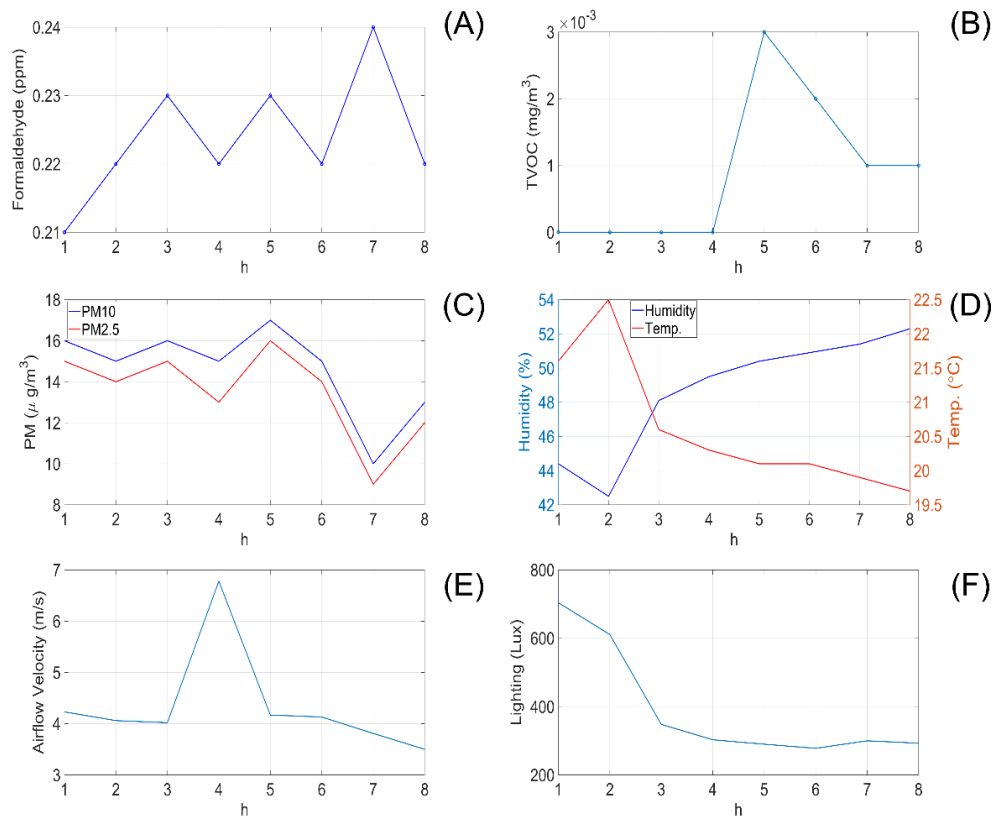 (A)
Formaldehyde (ppm)
0.24
0.23
0.22
0.21
1 2 3 4 5 6 7 8
h
(B)
×10⁻³
TVOC (mg/m³)
3
2
1
0
1 2 3 4 5 6 7 8
h
(C)
PM10
PM2.5
PM (μ g/m³)
18
16
14
12
10
8
1 2 3 4 5 6 7 8
h
(D)
Humidity
Temp.
Humidity (%)
54
52
50
48
46
44
42
Temp. (°C)
22.5
22
21.5
21
20.5
20
19.5
1 2 3 4 5 6 7 8
h
(E)
Airflow Velocity (m/s)
7
6
5
4
3
1 2 3 4 5 6 7 8
h
(F)
Lighting (Lux)
800
600
400
200
1 2 3 4 5 6 7 8
h